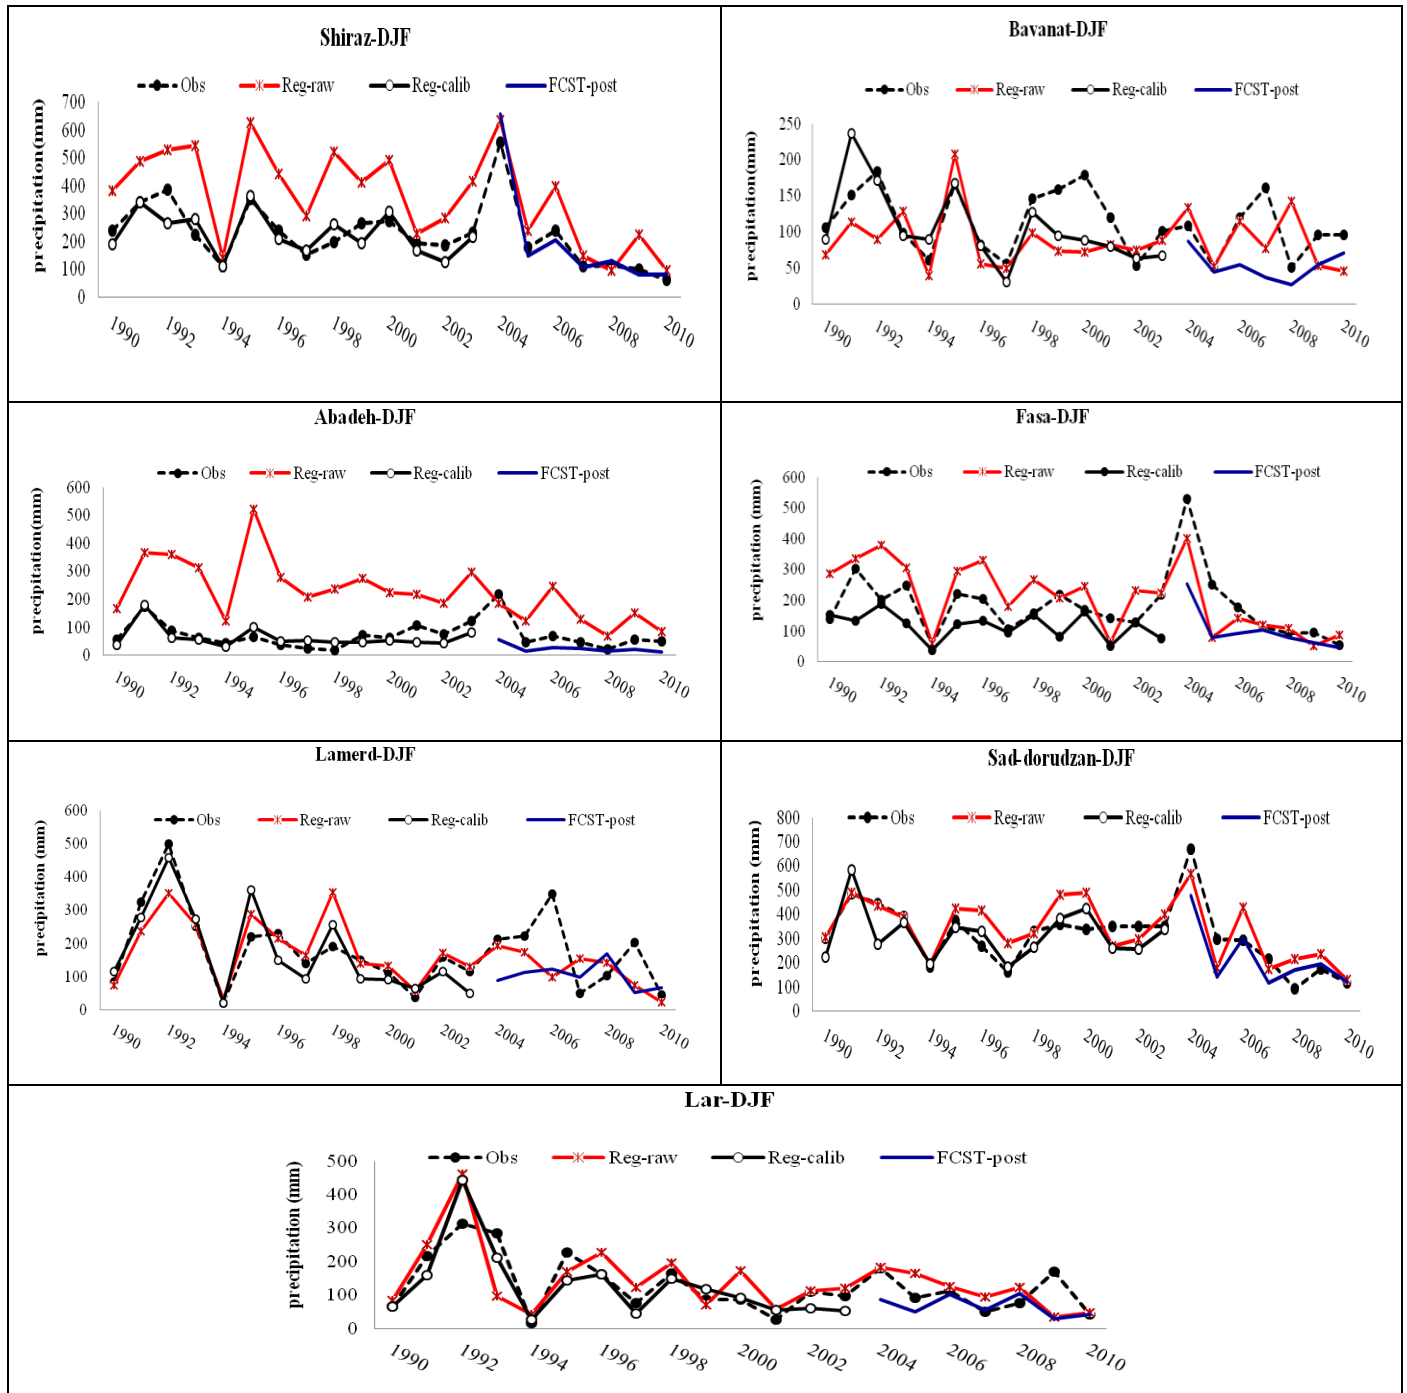 Shiraz-DJF
Obs Reg-raw Reg-calib FCST-post
precipitation(mm)
700
600
500
400
300
200
100
0
1990 1992 1994 1996 1998 2000 2002 2004 2006 2008 2010
Bavanat-DJF
Obs Reg-raw Reg-calib FCST-post
precipitation(mm)
250
200
150
100
50
0
1990 1992 1994 1996 1998 2000 2002 2004 2006 2008 2010
Abadeh-DJF
Obs Reg-raw Reg-calib FCST-post
precipitation(mm)
600
500
400
300
200
100
0
1990 1992 1994 1996 1998 2000 2002 2004 2006 2008 2010
Fasa-DJF
Obs Reg-raw Reg-calib FCST-post
precipitation (mm)
600
500
400
300
200
100
0
1990 1992 1994 1996 1998 2000 2002 2004 2006 2008 2010
Lamerd-DJF
Obs Reg-raw Reg-calib FCST-post
precipitation (mm)
600
500
400
300
200
100
0
1990 1992 1994 1996 1998 2000 2002 2004 2006 2008 2010
Sad-dorudzan-DJF
Obs Reg-raw Reg-calib FCST-post
precipitation (mm)
800
700
600
500
400
300
200
100
0
1990 1992 1994 1996 1998 2000 2002 2004 2006 2008 2010
Lar-DJF
Obs Reg-raw Reg-calib FCST-post
precipitation (mm)
500
400
300
200
100
0
1990 1992 1994 1996 1998 2000 2002 2004 2006 2008 2010